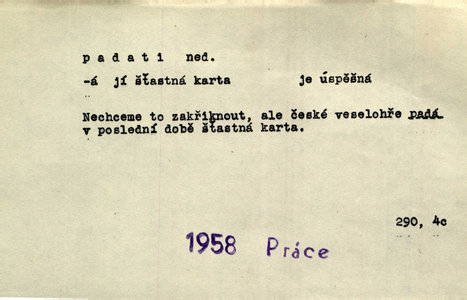 padati ned.
-á jí šťastná karta je úspěšná
Nechceme to zakřiknout, ale české veselohře padá
v poslední době šťastná karta.
290, 4c
1958 Práce